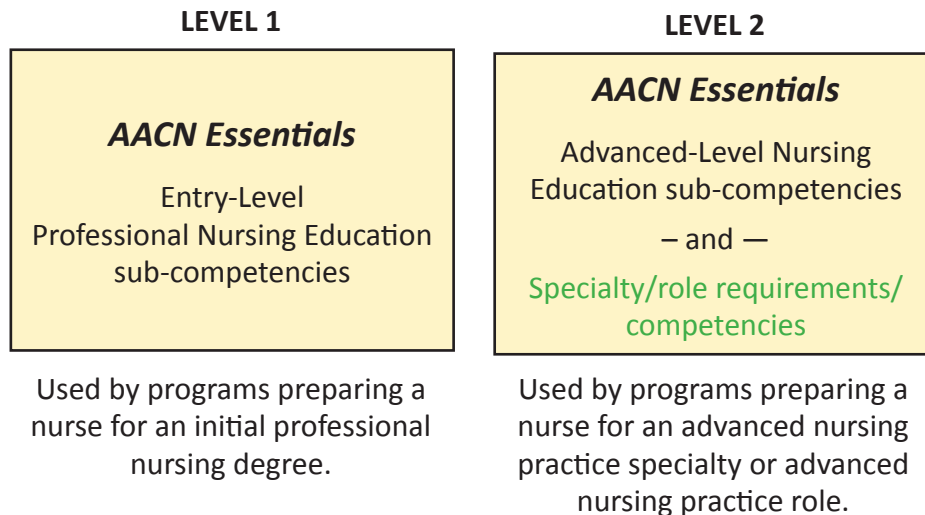 LEVEL 1
AACN Essentials
Entry-Level
Professional Nursing Education
sub-competencies
Used by programs preparing a
nurse for an initial professional
nursing degree.
LEVEL 2
AACN Essentials
Advanced-Level Nursing
Education sub-competencies
– and —
Specialty/role requirements/
competencies
Used by programs preparing a
nurse for an advanced nursing
practice specialty or advanced
nursing practice role.